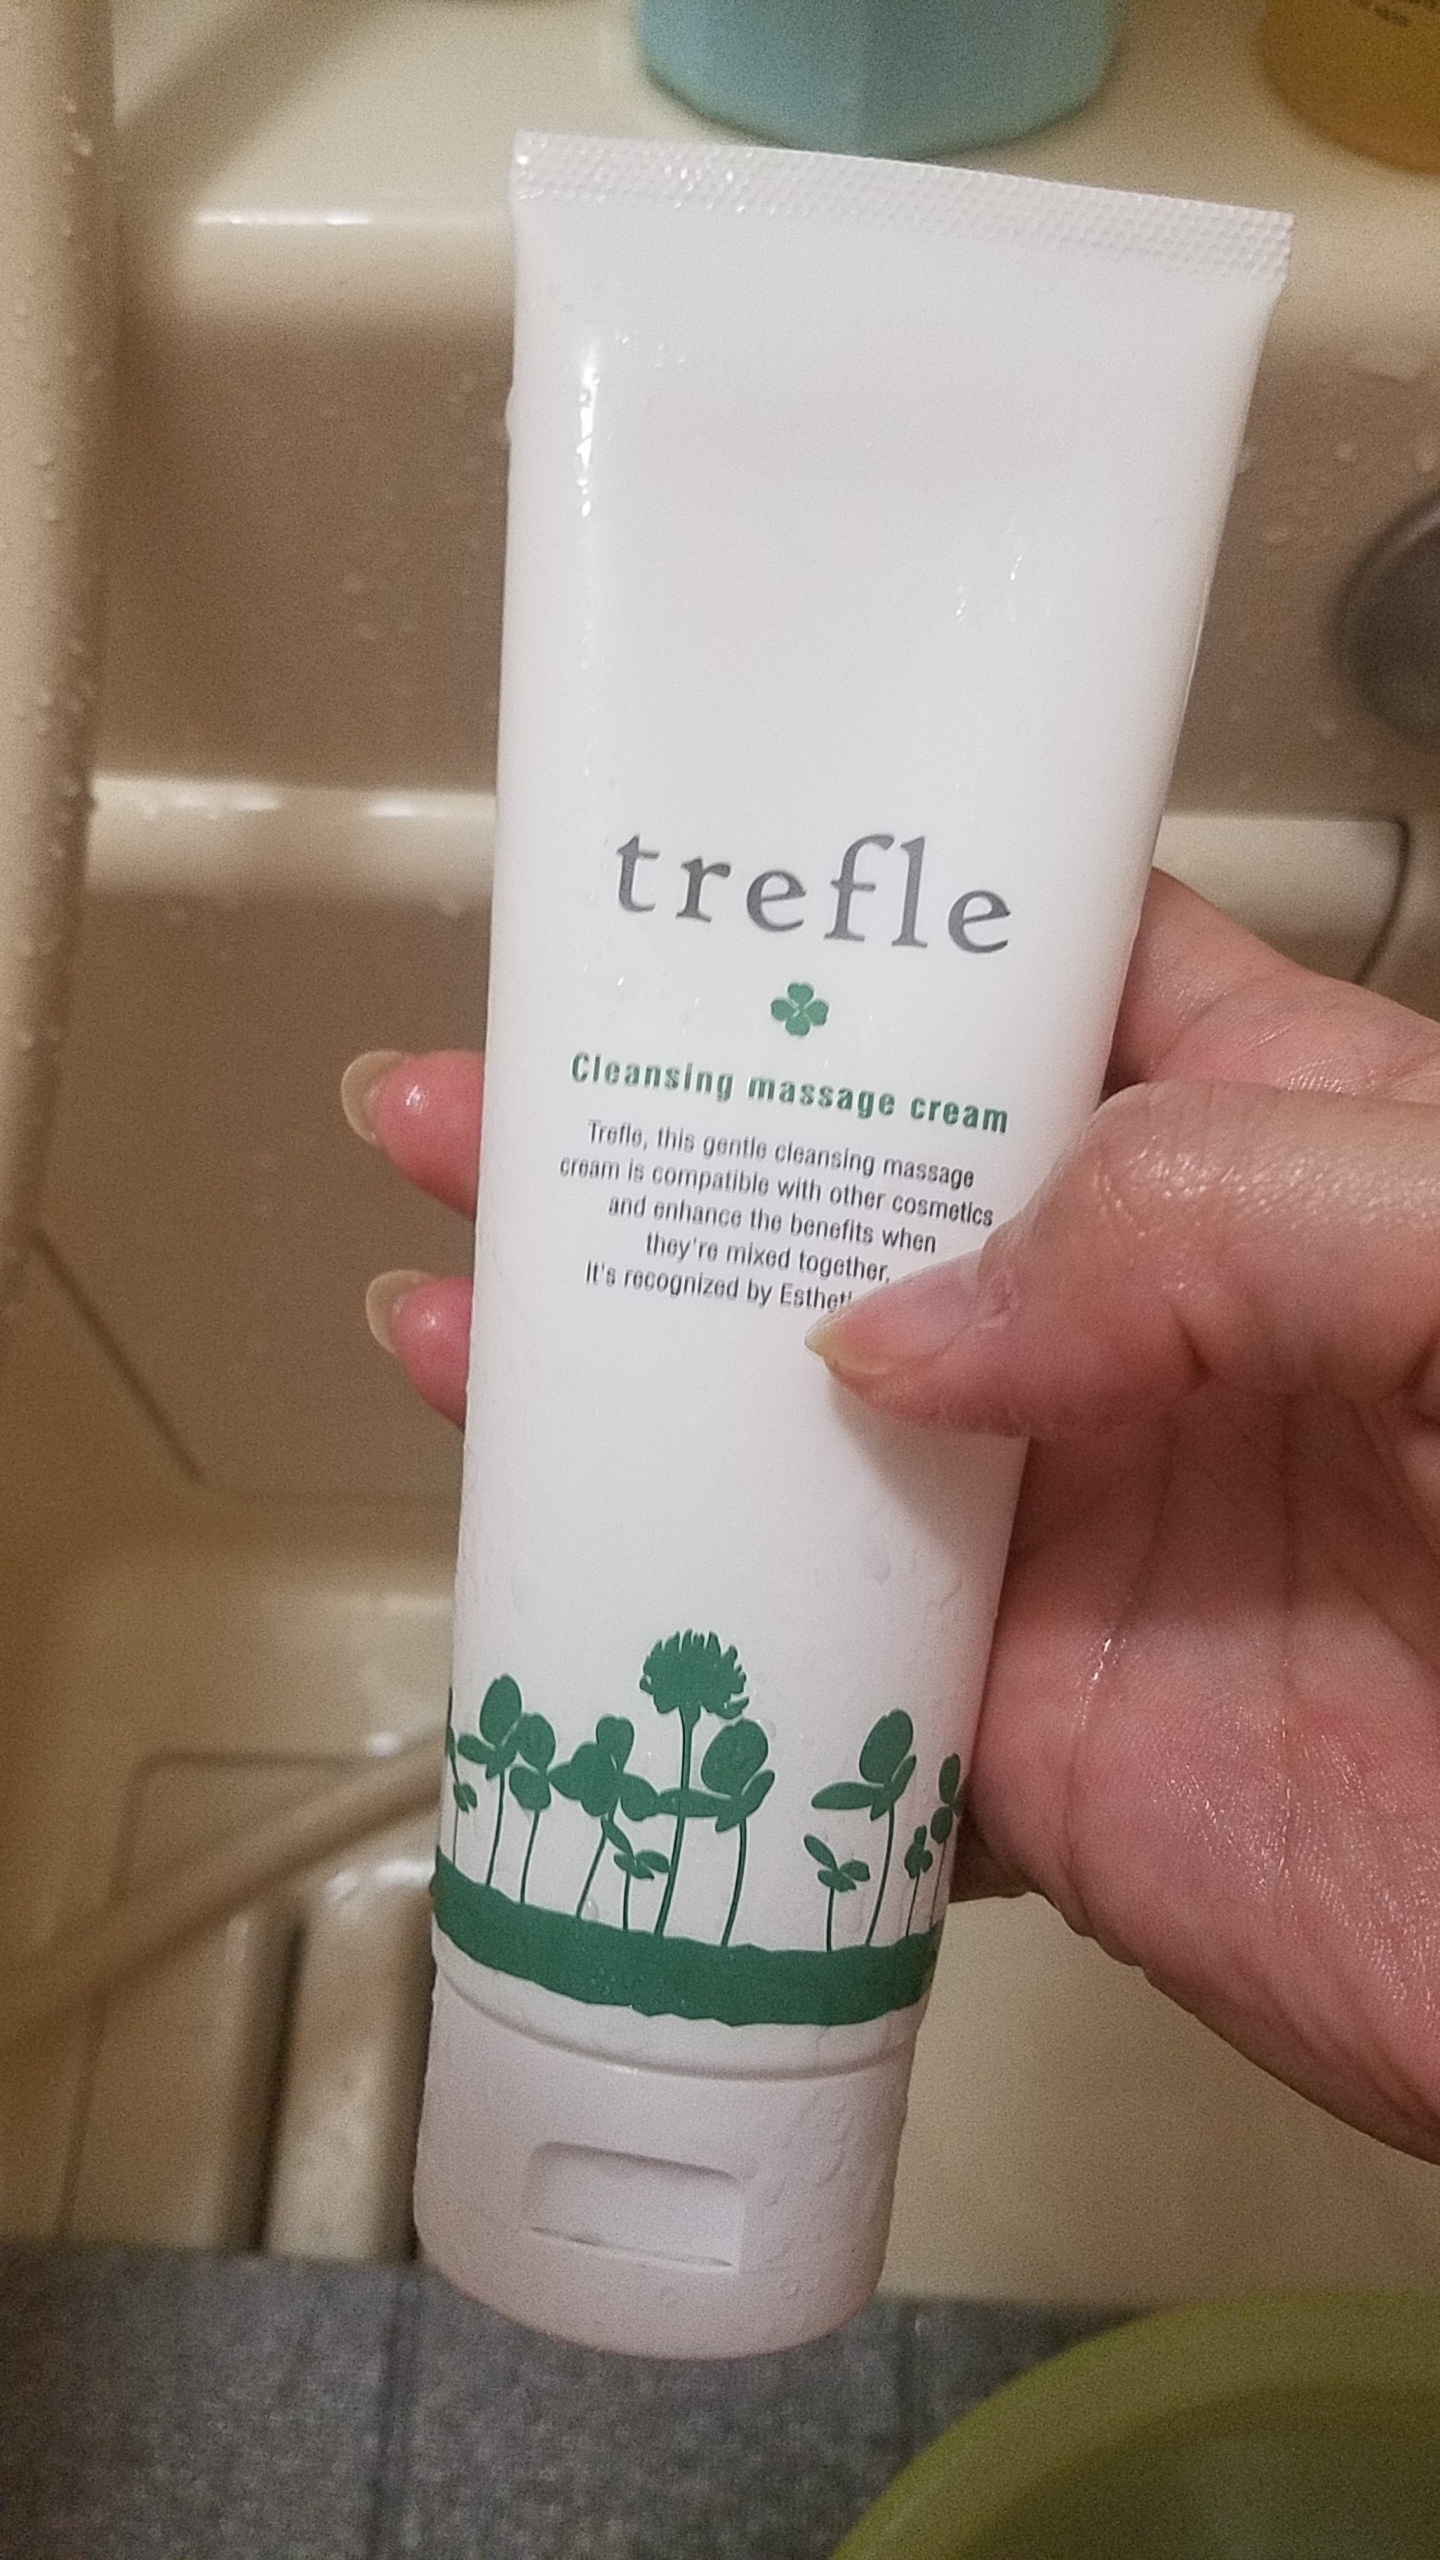 trefle
Cleansing massage cream
Trefle, this gentle cleansing massage
cream is compatible with other cosmetics
and enhance the benefits when
they're mixed together.
It's recognized by